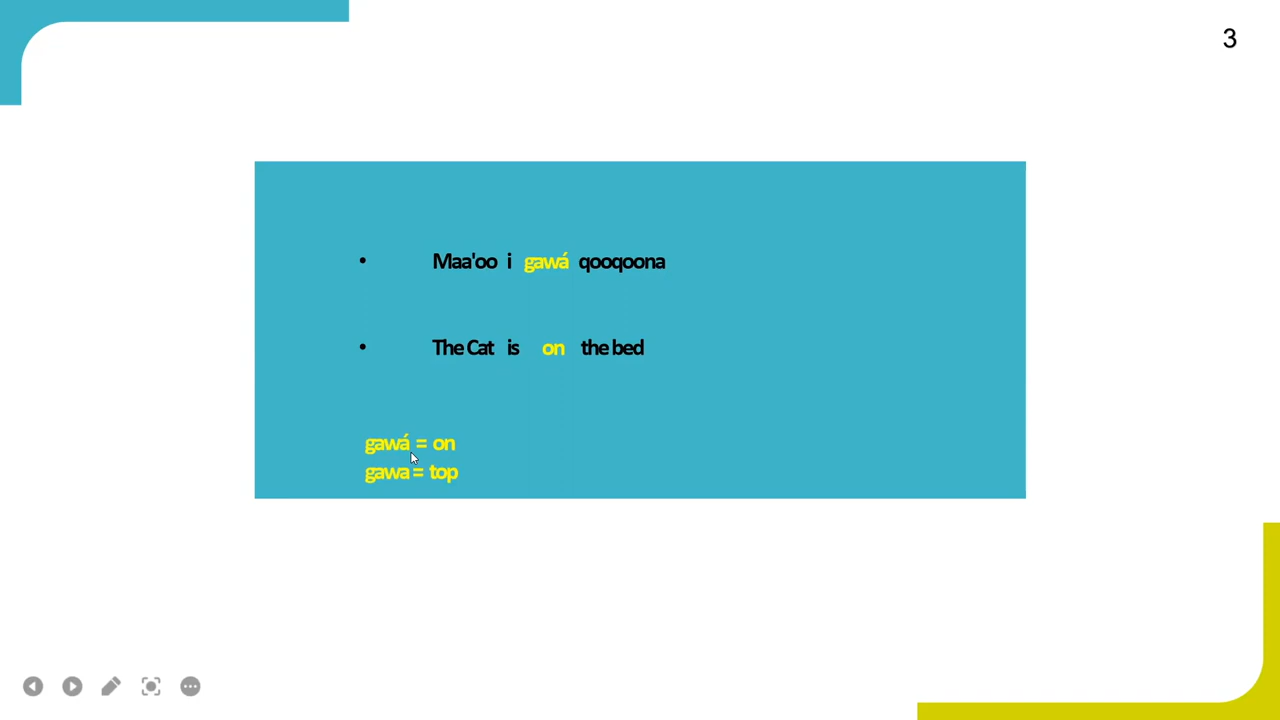 3
• Maa'oo i gawá qooqoona
• The Cat is on the bed
gawá = on
gawa = top